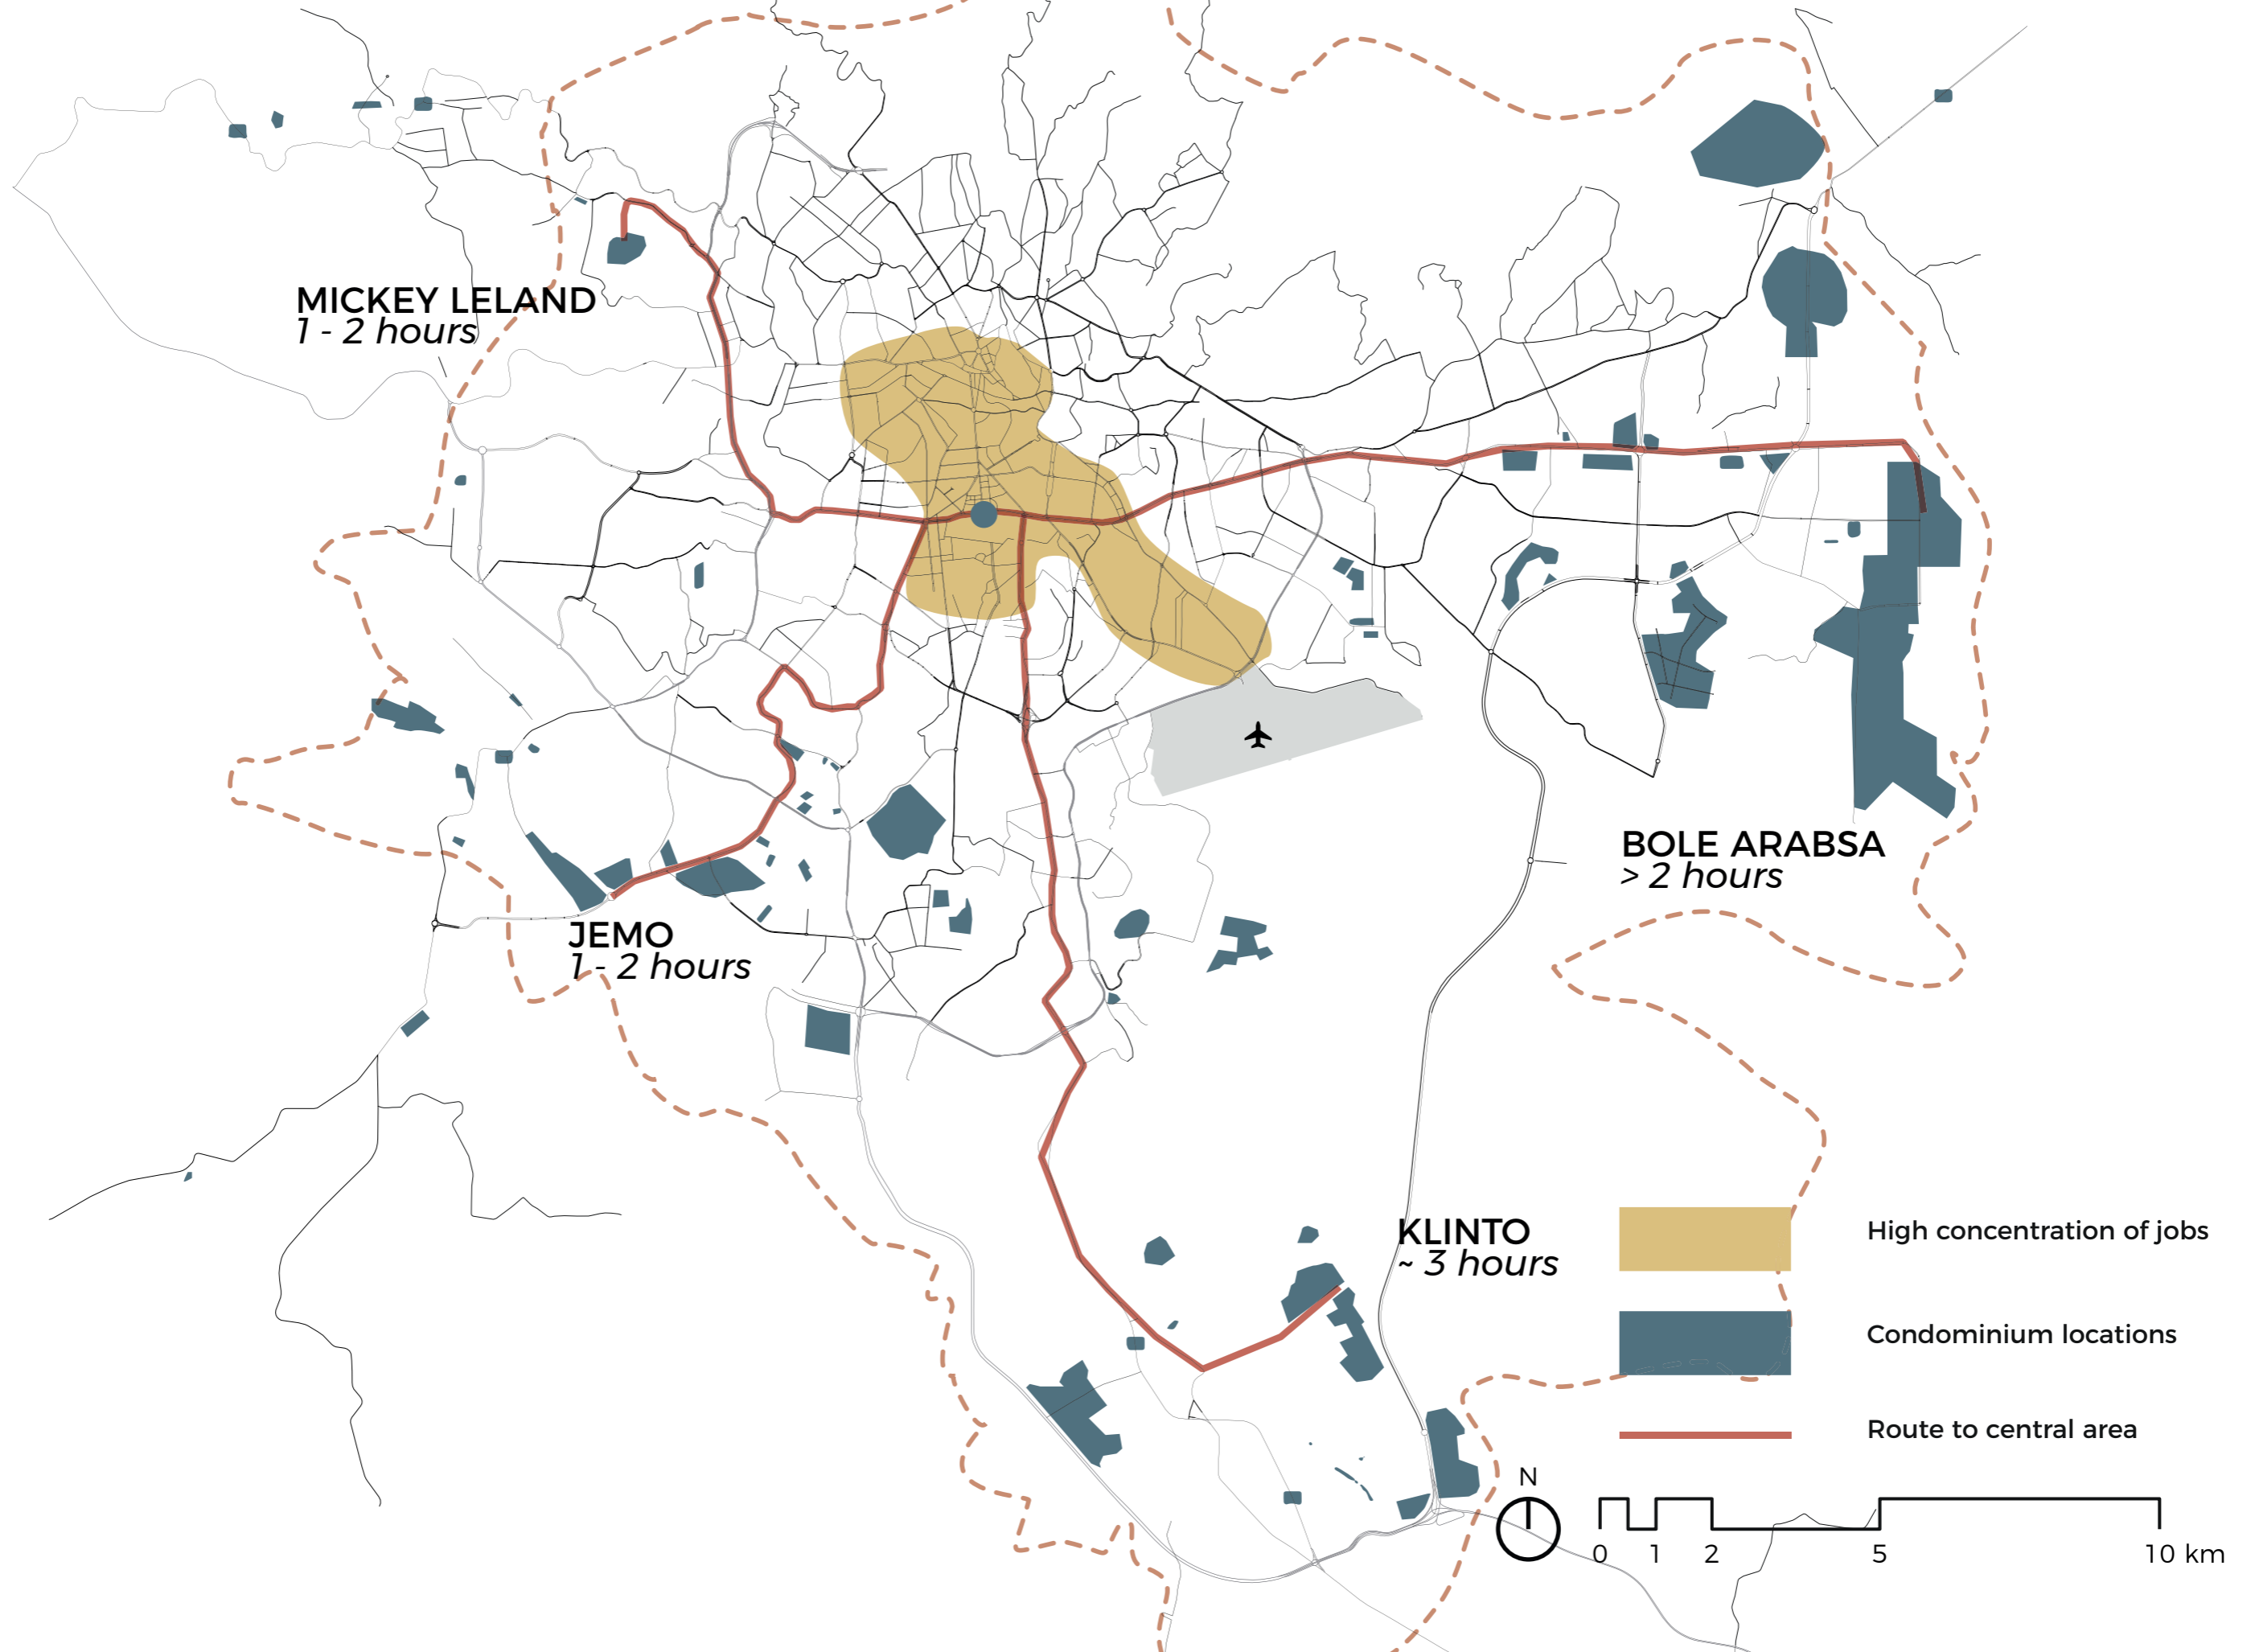 MICKEY LELAND
1 - 2 hours
BOLE ARABSA
> 2 hours
JEMO
1 - 2 hours
KLINTO
~ 3 hours
High concentration of jobs
Condominium locations
Route to central area
N
0 1 2 5 10 km